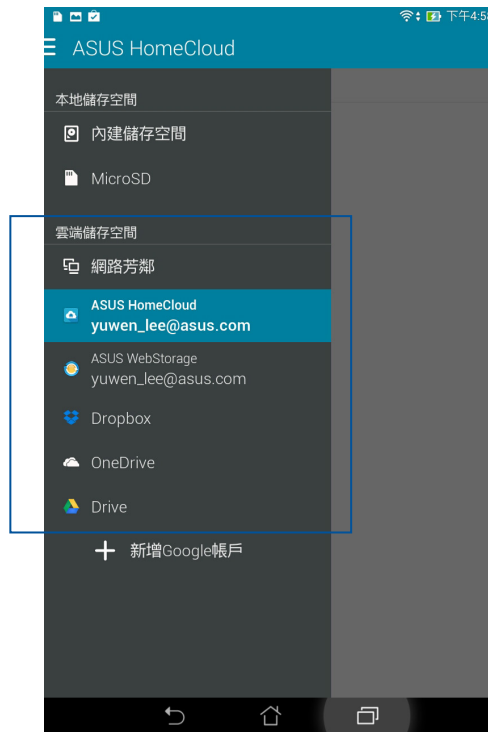 下午4:58
ASUS HomeCloud
本地儲存空間
內建儲存空間
MicroSD
雲端儲存空間
網路芳鄰
ASUS HomeCloud
yuwen_lee@asus.com
ASUS WebStorage
yuwen_lee@asus.com
Dropbox
OneDrive
Drive
新增Google帳戶